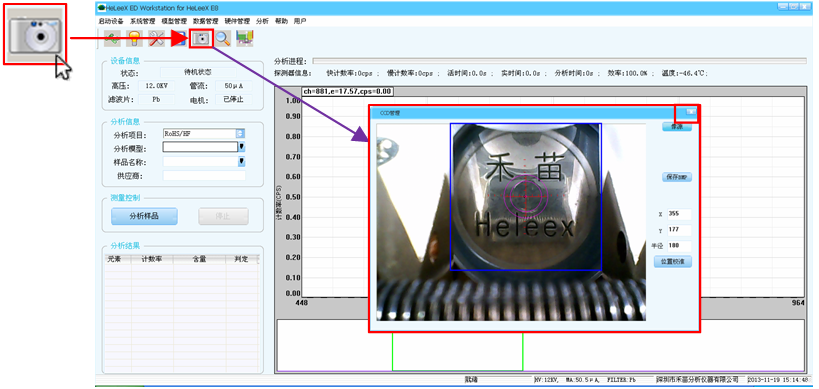 HeLeeX ED Workstation for HeLeeX E8
启动设备 系统管理 模型管理 数据管理 硬件管理 分析 帮助 用户
设备信息
状态: 待机状态
高压: 12.0KV 管流: 50μA
滤波片: Pb 电机: 已停止
分析信息
分析项目: RoHS/HF
分析模型:
样品名称:
供应商:
测量控制
分析样品 停止
分析结果
元素 计数率 含量 判定
分析进程:
探测器信息: 快计数率:0cps ; 慢计数率:0cps ; 活时间:0.0s ; 实时间:0.0s ; 分析时间:0s ; 效率:100.0% ; 温度:-46.4℃;
ch=881,e=17.57,cps=0.00
1.00
0.90
0.80
0.70
0.60
0.50
0.40
0.30
0.20
0.10
0.00
计数率(CPS)
448 964
CCD管理
禾苗
Heleex
保存BMP
X 355
Y 177
半径 100
位置校准
就绪 HV:12KV, MA:50.5μA, FILTER:Pb 深圳市禾苗分析仪器有限公司 2013-11-19 15:14:48